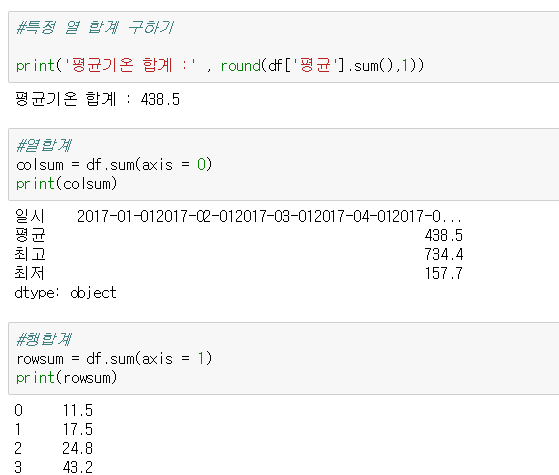 #특정 열 합계 구하기
print('평균기온 합계 :' , round(df['평균'].sum(),1))
평균기온 합계 : 438.5
#열합계
colsum = df.sum(axis = 0)
print(colsum)
일시 2017-01-012017-02-012017-03-012017-04-012017-0...
평균 438.5
최고 734.4
최저 157.7
dtype: object
#행합계
rowsum = df.sum(axis = 1)
print(rowsum)
0 11.5
1 17.5
2 24.8
3 43.2